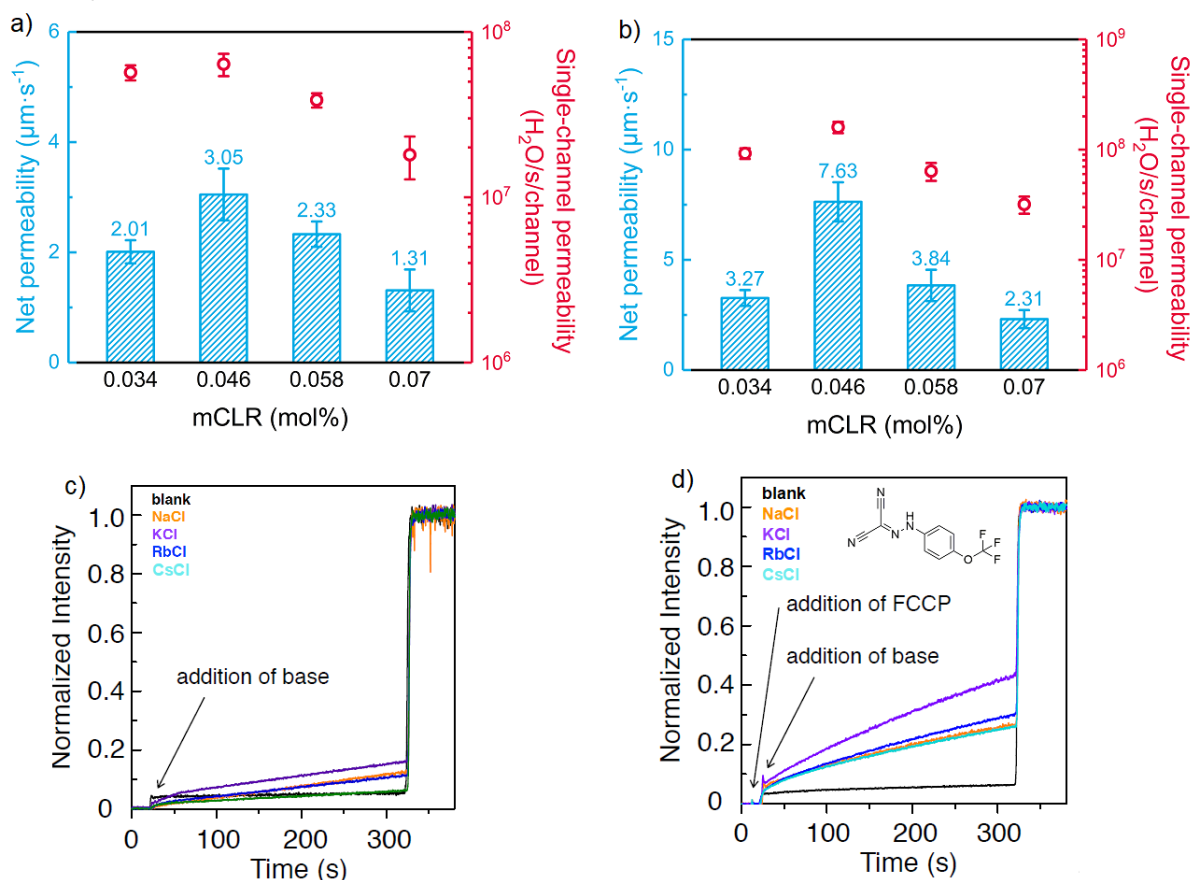 a)
Net permeability (μm·s⁻¹)
6
4
2
0
2.01
3.05
2.33
1.31
0.034
0.046
0.058
0.07
mCLR (mol%)
10⁸
10⁷
10⁶
Single-channel permeability
(H₂O/s/channel)
b)
Net permeability (μm·s⁻¹)
15
10
5
0
3.27
7.63
3.84
2.31
0.034
0.046
0.058
0.07
mCLR (mol%)
10⁹
10⁸
10⁷
10⁶
Single-channel permeability
(H₂O/s/channel)
c)
blank
NaCl
KCl
RbCl
CsCl
addition of base
Normalized Intensity
1.0
0.8
0.6
0.4
0.2
0
0
100
200
300
Time (s)
d)
blank
NaCl
KCl
RbCl
CsCl
N
N
N
H
N
O
F
F
F
addition of FCCP
addition of base
Normalized Intensity
1.0
0.8
0.6
0.4
0.2
0
0
100
200
300
Time (s)